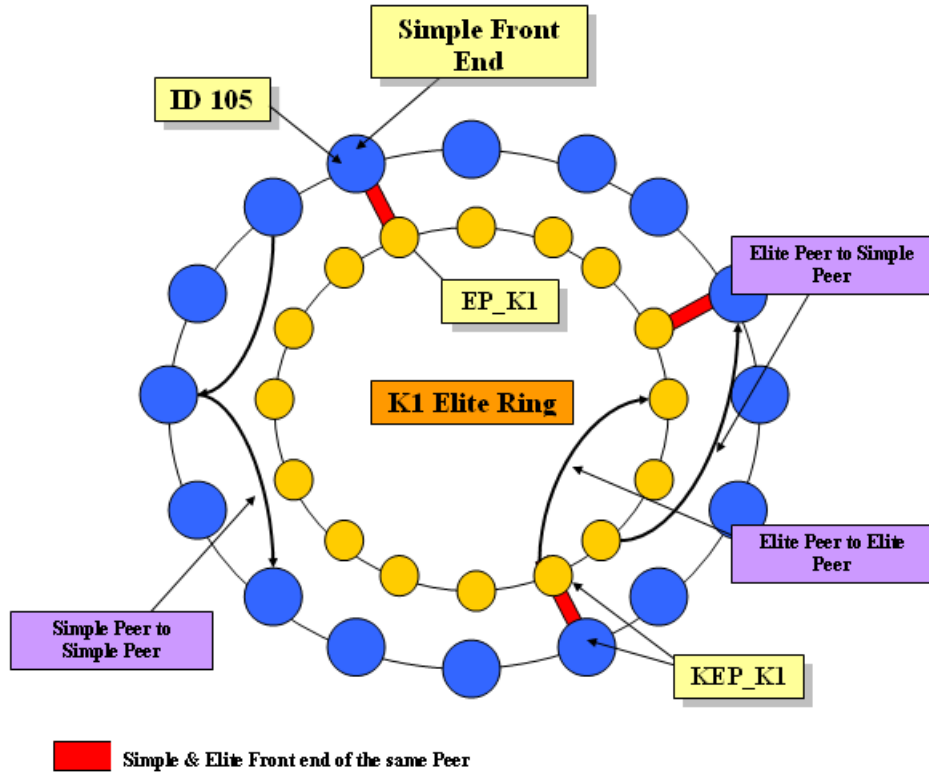 Simple Front
End
ID 105
Elite Peer to Simple
Peer
EP_K1
K1 Elite Ring
Elite Peer to Elite
Peer
Simple Peer to
Simple Peer
KEP_K1
Simple & Elite Front end of the same Peer